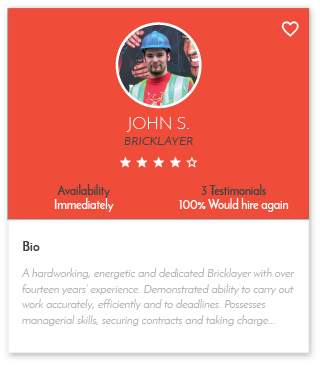 JOHN S.
BRICKLAYER
Availability
Immediately
3 Testimonials
100% Would hire again
Bio
A hardworking, energetic and dedicated Bricklayer with over
fourteen years' experience. Demonstrated ability to carry out
work accurately, efficiently and to deadlines. Possesses
managerial skills, securing contracts and taking charge...